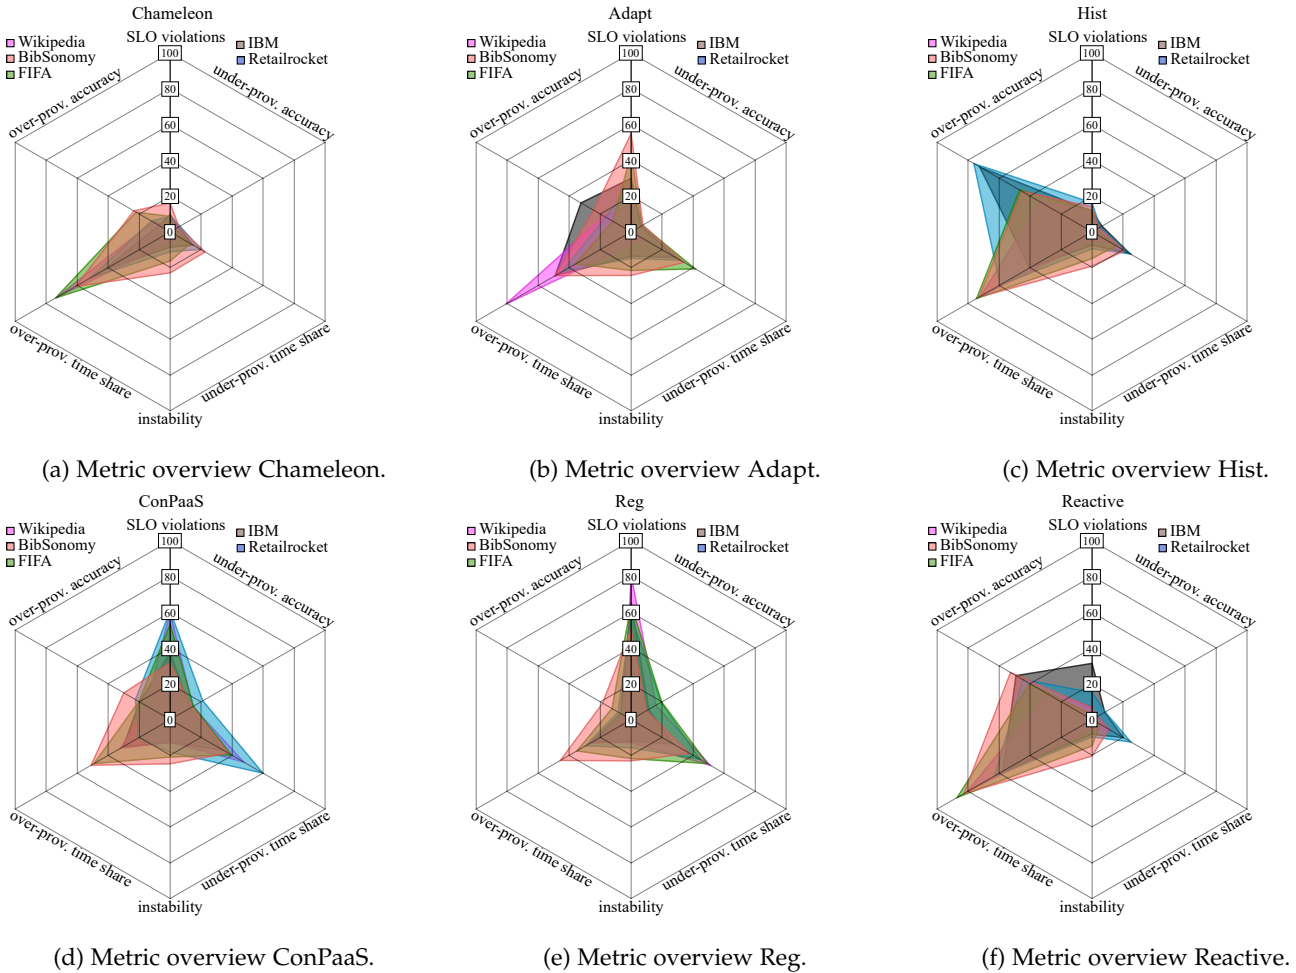 Chameleon
SLO violations
Wikipedia
BibSonomy
FIFA
IBM
Retailrocket
over-prov. accuracy
under-prov. accuracy
100
80
60
40
20
0
over-prov. time share
under-prov. time share
instability
(a) Metric overview Chameleon.
Adapt
SLO violations
Wikipedia
BibSonomy
FIFA
IBM
Retailrocket
over-prov. accuracy
under-prov. accuracy
100
80
60
40
20
0
over-prov. time share
under-prov. time share
instability
(b) Metric overview Adapt.
Hist
SLO violations
Wikipedia
BibSonomy
FIFA
IBM
Retailrocket
over-prov. accuracy
under-prov. accuracy
100
80
60
40
20
0
over-prov. time share
under-prov. time share
instability
(c) Metric overview Hist.
ConPaaS
SLO violations
Wikipedia
BibSonomy
FIFA
IBM
Retailrocket
over-prov. accuracy
under-prov. accuracy
100
80
60
40
20
0
over-prov. time share
under-prov. time share
instability
(d) Metric overview ConPaaS.
Reg
SLO violations
Wikipedia
BibSonomy
FIFA
IBM
Retailrocket
over-prov. accuracy
under-prov. accuracy
100
80
60
40
20
0
over-prov. time share
under-prov. time share
instability
(e) Metric overview Reg.
Reactive
SLO violations
Wikipedia
BibSonomy
FIFA
IBM
Retailrocket
over-prov. accuracy
under-prov. accuracy
100
80
60
40
20
0
over-prov. time share
under-prov. time share
instability
(f) Metric overview Reactive.